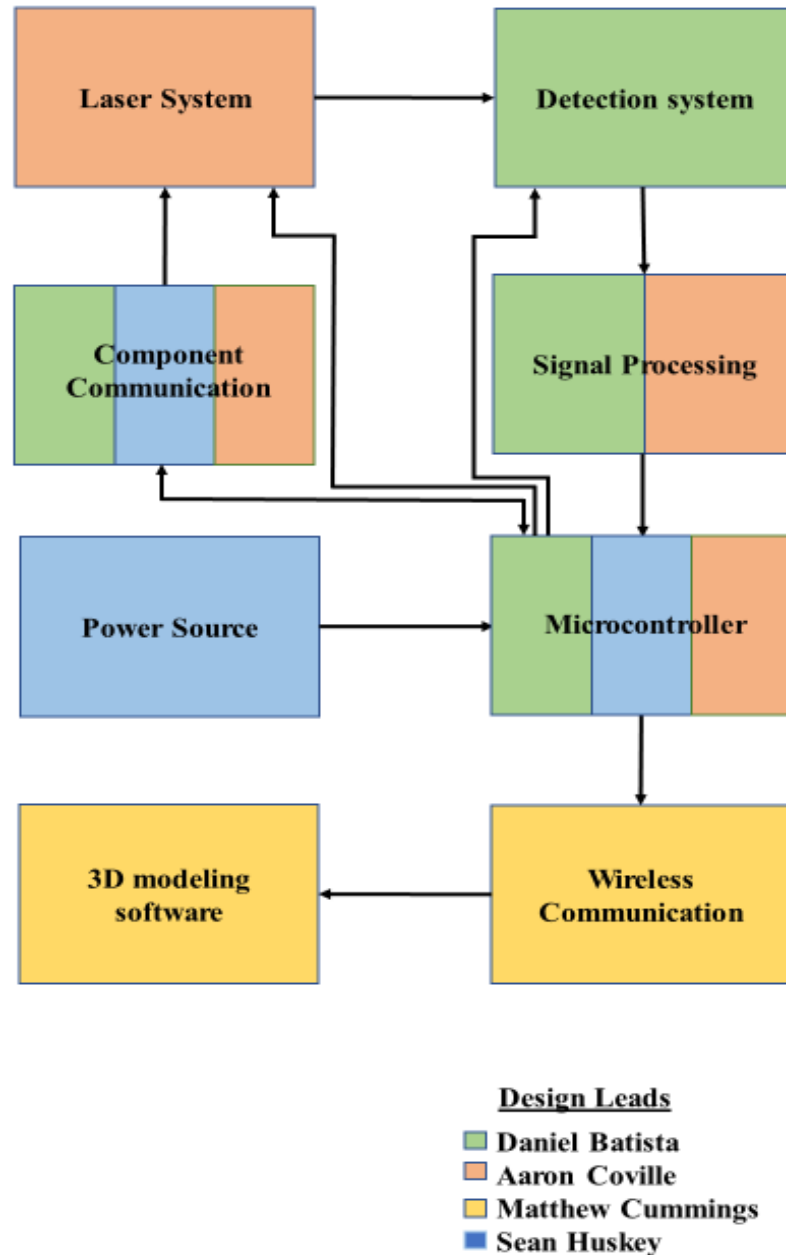 Laser System
Detection system
Component
Communication
Signal Processing
Power Source
Microcontroller
3D modeling
software
Wireless
Communication
Design Leads
Daniel Batista
Aaron Coville
Matthew Cummings
Sean Huskey